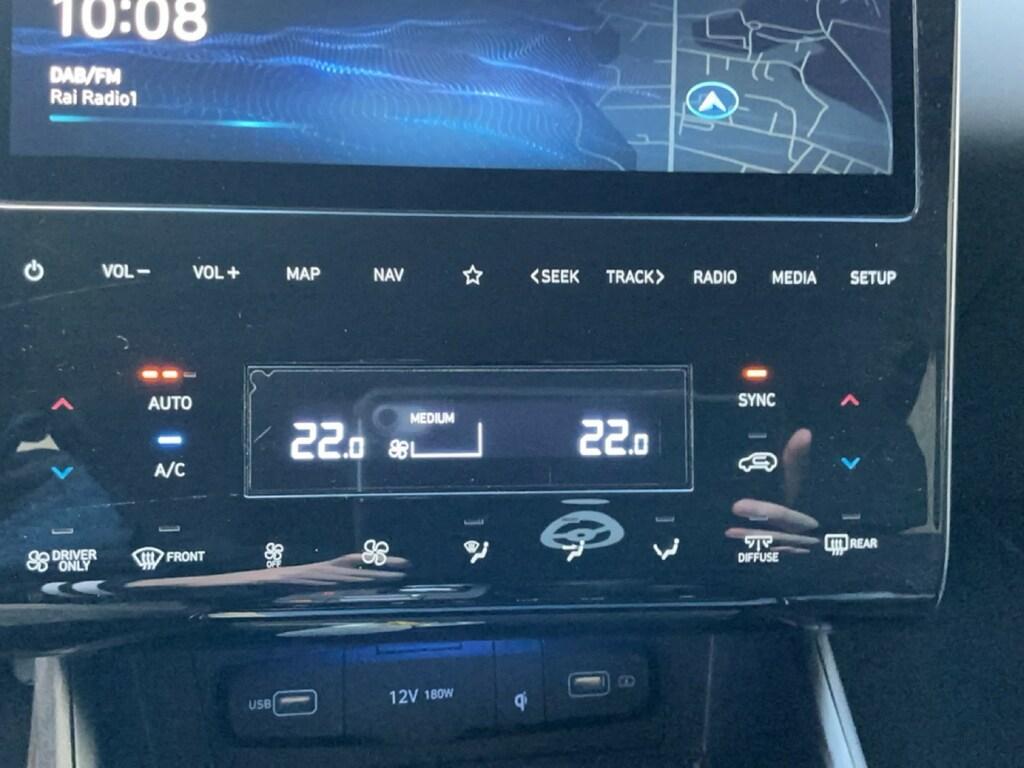 10:08
DAB/FM
Rai Radio1
VOL− VOL+ MAP NAV <SEEK TRACK> RADIO MEDIA SETUP
AUTO SYNC
MEDIUM
22.0 22.0
A/C
DRIVER ONLY FRONT OFF DIFFUSE REAR
USB 12V 180W qi